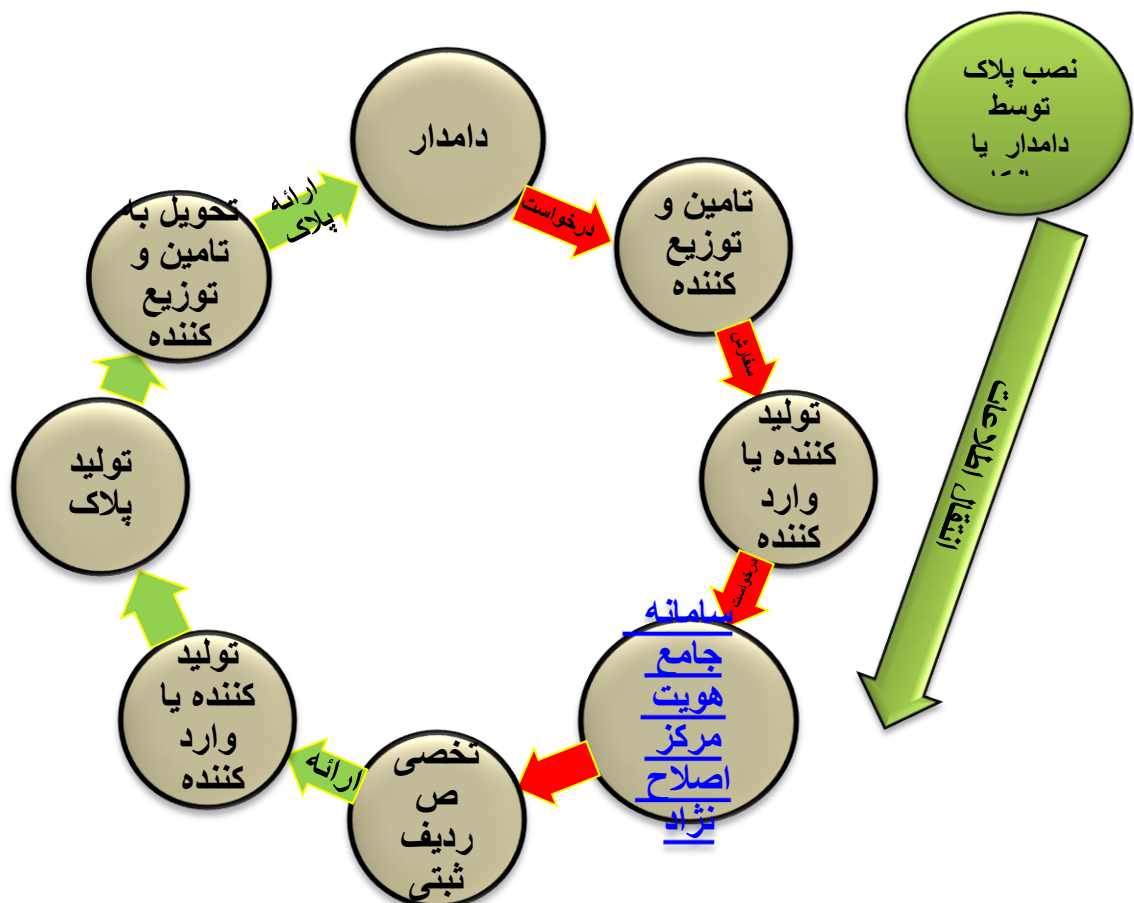 دامدار
درخواست
تامین و
توزیع
کننده
سفارش
تولید
کننده یا
وارد
کننده
درخواست
سامانه
جامع
هویت
مرکز
اصلاح
نژاد
تخصی
ص
ردیف
ثبتی
ارائه
تولید
کننده یا
وارد
کننده
تولید
پلاک
تحویل به
تامین و
توزیع
کننده
ارائه
پلاک
نصب پلاک
توسط
دامدار یا
انتقال اطلاعات